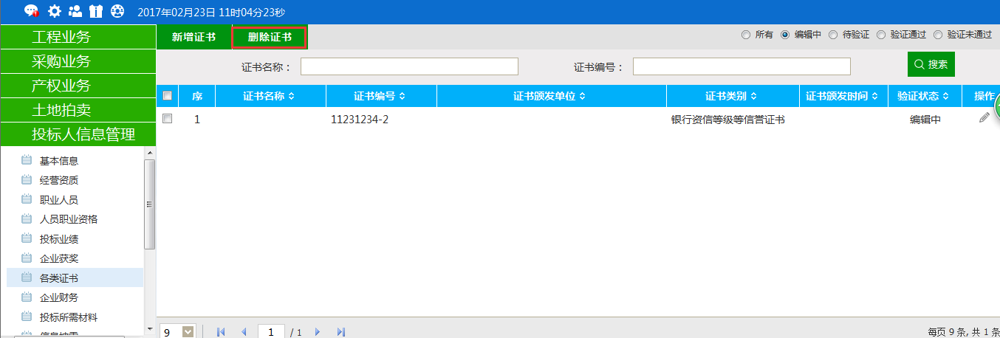 2017年02月23日 11时04分23秒
工程业务
采购业务
产权业务
土地拍卖
投标人信息管理
基本信息
经营资质
职业人员
人员职业资格
投标业绩
企业获奖
各类证书
企业财务
投标所需材料
新增证书 删除证书 所有 编辑中 待验证 验证通过 验证未通过
证书名称： 证书编号： 搜索
序 证书名称 证书编号 证书颁发单位 证书类别 证书颁发时间 验证状态 操作
1 11231234-2 银行资信等级等信誉证书 编辑中
9 1 / 1 每页 9 条, 共 1 条